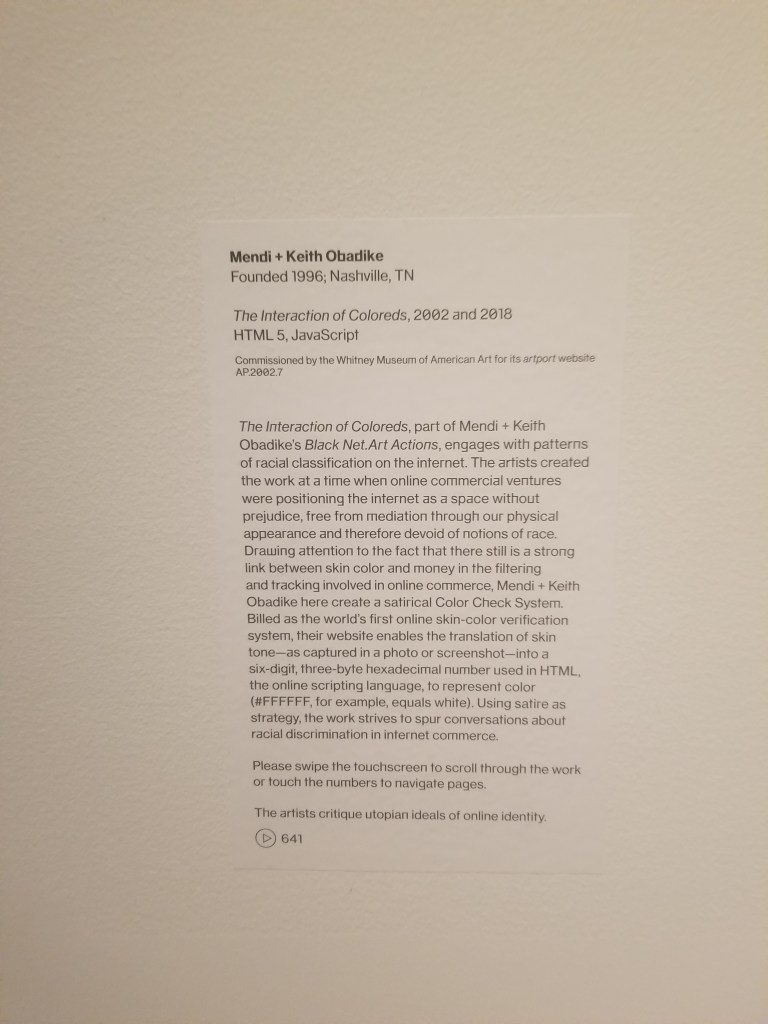 Mendi + Keith Obadike
Founded 1996; Nashville, TN
The Interaction of Coloreds, 2002 and 2018
HTML 5, JavaScript
Commissioned by the Whitney Museum of American Art for its artport website
AP.2002.7
The Interaction of Coloreds, part of Mendi + Keith
Obadike's Black Net.Art Actions, engages with patterns
of racial classification on the internet. The artists created
the work at a time when online commercial ventures
were positioning the internet as a space without
prejudice, free from mediation through our physical
appearance and therefore devoid of notions of race.
Drawing attention to the fact that there still is a strong
link between skin color and money in the filtering
and tracking involved in online commerce, Mendi + Keith
Obadike here create a satirical Color Check System.
Billed as the world's first online skin-color verification
system, their website enables the translation of skin
tone—as captured in a photo or screenshot—into a
six-digit, three-byte hexadecimal number used in HTML,
the online scripting language, to represent color
(#FFFFFF, for example, equals white). Using satire as
strategy, the work strives to spur conversations about
racial discrimination in internet commerce.
Please swipe the touchscreen to scroll through the work
or touch the numbers to navigate pages.
The artists critique utopian ideals of online identity.
641